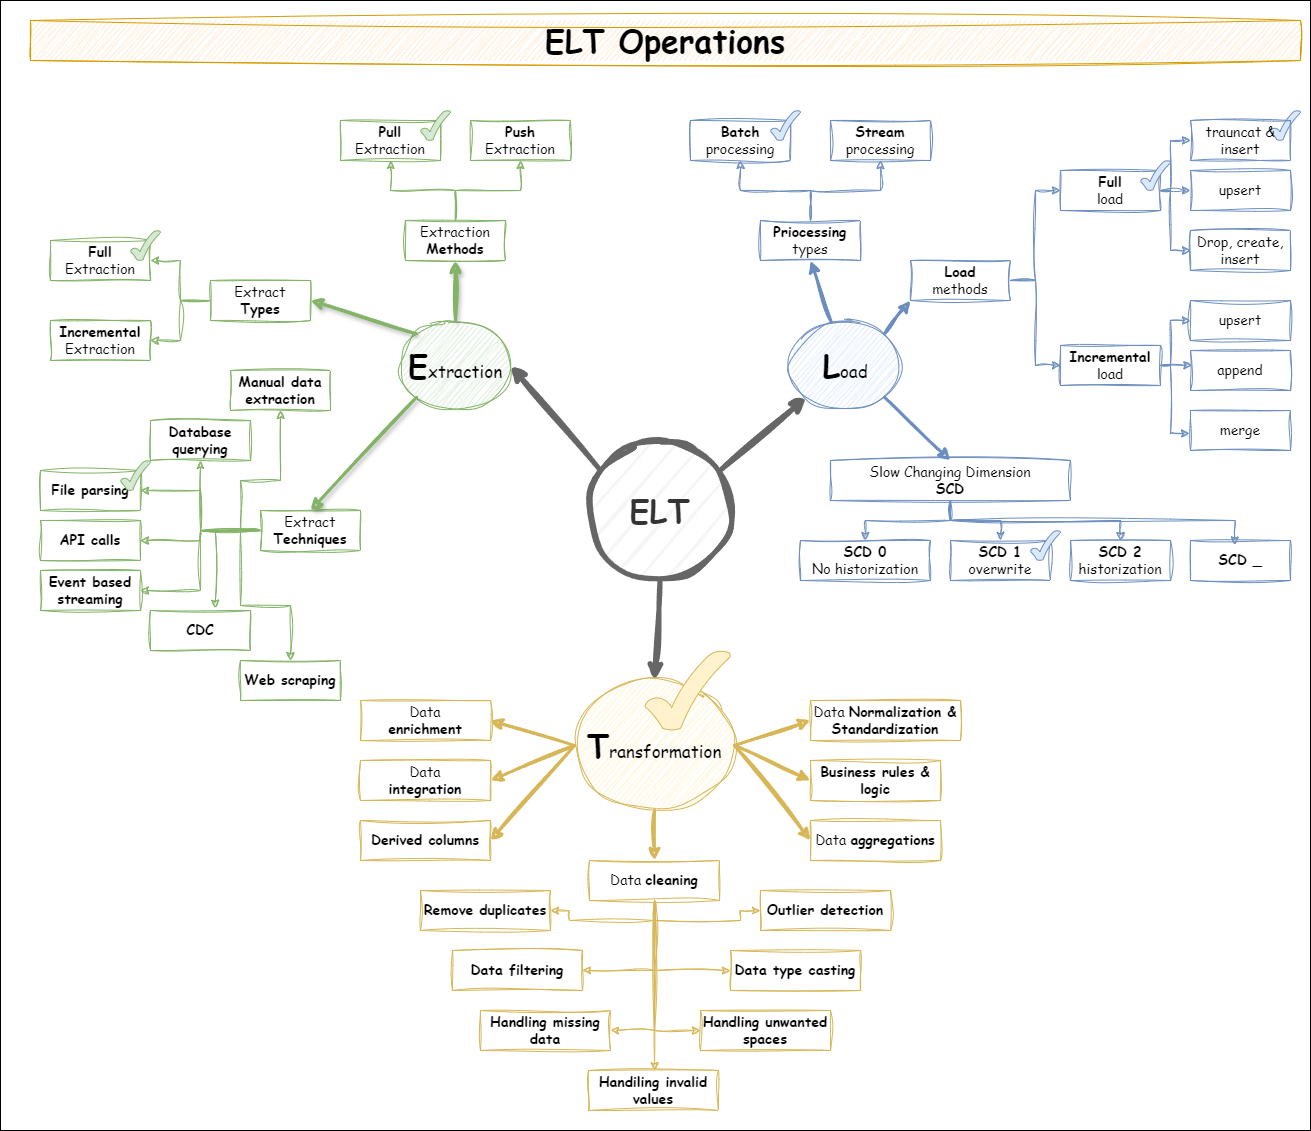 ELT Operations
Pull
Extraction
Push
Extraction
Extraction
Methods
Full
Extraction
Extract
Types
Incremental
Extraction
Extraction
Manual data
extraction
Database
querying
File parsing
API calls
Event based
streaming
Extract
Techniques
CDC
Web scraping
Batch
processing
Stream
processing
Priocessing
types
Load
methods
Full
load
trauncat &
insert
upsert
Drop, create,
insert
Incremental
load
upsert
append
merge
Load
Slow Changing Dimension
SCD
SCD 0
No historization
SCD 1
overwrite
SCD 2
historization
SCD _
ELT
Transformation
Data
enrichment
Data
integration
Derived columns
Data Normalization &
Standardization
Business rules &
logic
Data aggregations
Data cleaning
Remove duplicates
Outlier detection
Data filtering
Data type casting
Handling missing
data
Handling unwanted
spaces
Handiling invalid
values